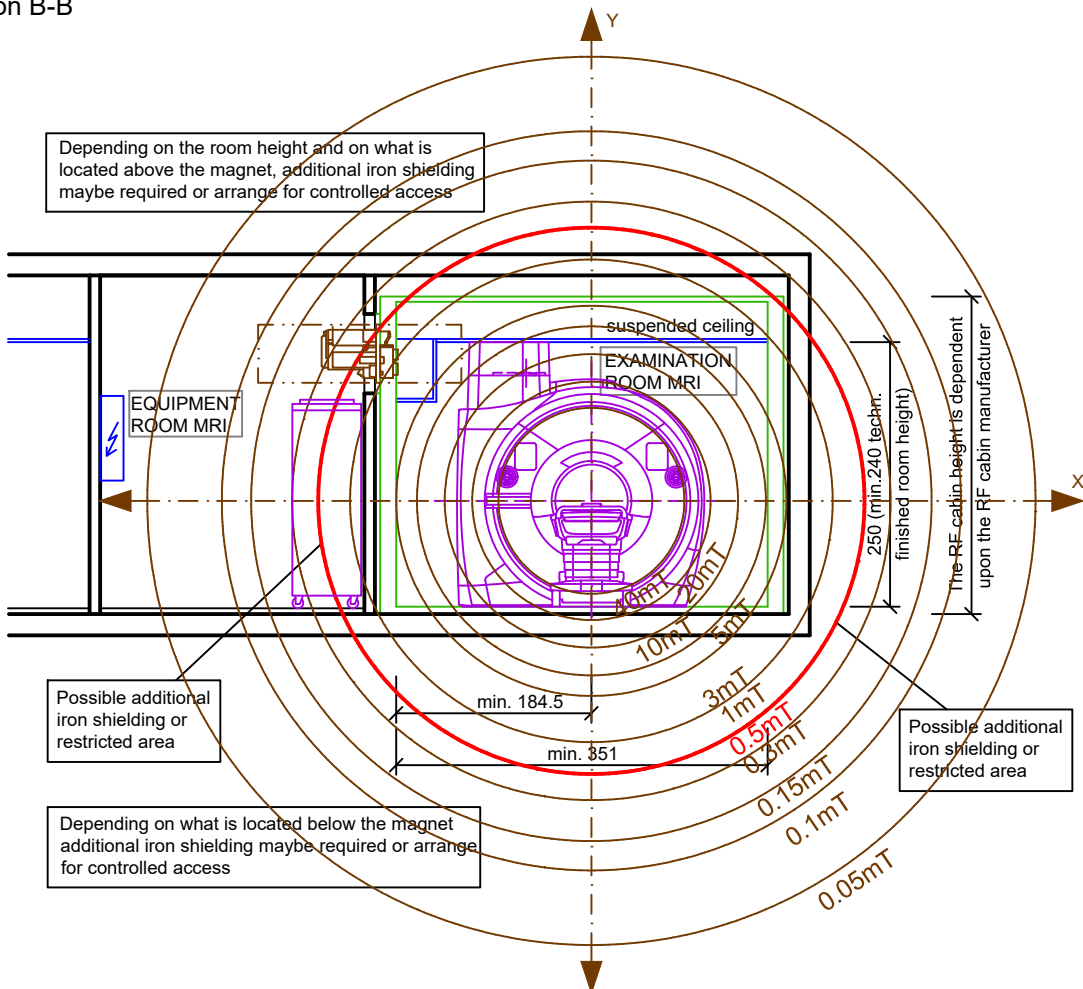 on B-B
Y
Depending on the room height and on what is
located above the magnet, additional iron shielding
maybe required or arrange for controlled access
suspended ceiling
EXAMINATION
ROOM MRI
EQUIPMENT
ROOM MRI
250 (min.240 techn.
finished room height)
The RF cabin height is dependent
upon the RF cabin manufacturer
X
40mT
20mT
10mT
5mT
3mT
1mT
0.5mT
0.3mT
0.15mT
0.1mT
0.05mT
min. 184.5
min. 351
Possible additional
iron shielding or
restricted area
Possible additional
iron shielding or
restricted area
Depending on what is located below the magnet
additional iron shielding maybe required or arrange
for controlled access